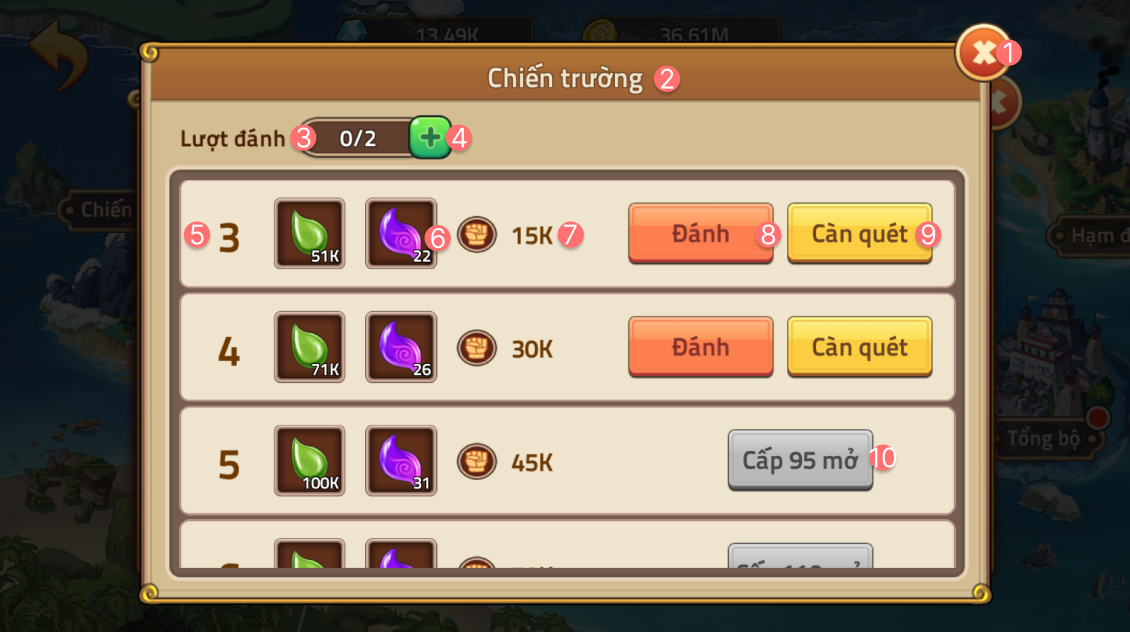 13.49K 36.61M
1
Chiến trường 2
Lượt đánh 3 0/2 4
Chiến
5 3 51K 22 6 15K 7 Đánh 8 Càn quét 9
Hạm đ
4 71K 26 30K Đánh Càn quét
Tổng bộ
5 100K 31 45K Cấp 95 mở 10